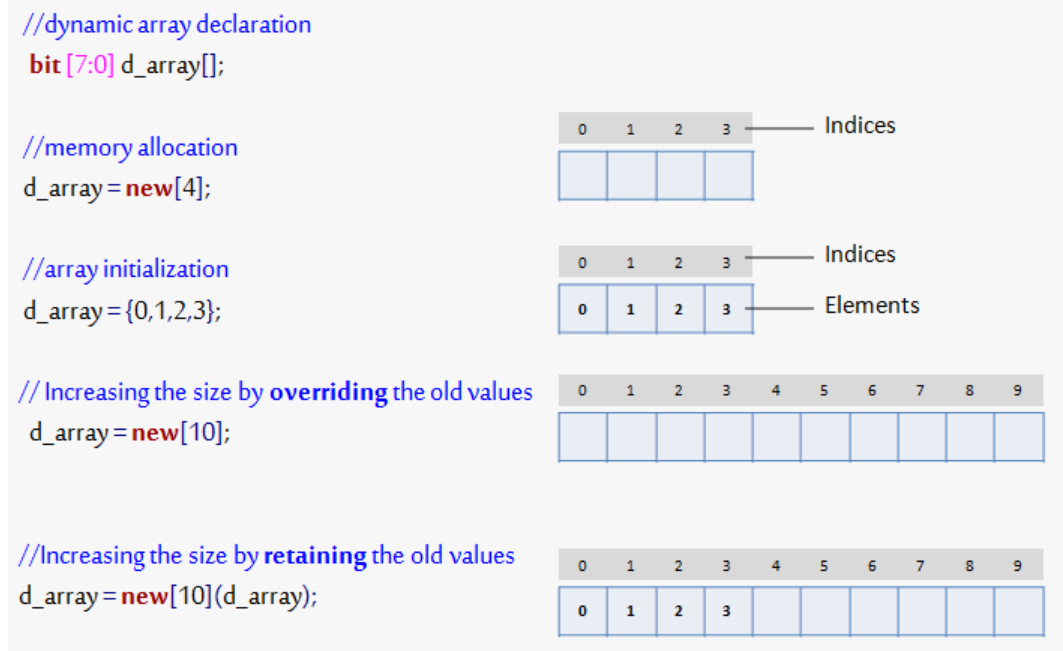 //dynamic array declaration
bit [7:0] d_array[];
0 1 2 3 Indices
//memory allocation
d_array = new[4];
//array initialization
0 1 2 3 Indices
d_array = {0,1,2,3};
0 1 2 3 Elements
// Increasing the size by overriding the old values
0 1 2 3 4 5 6 7 8 9
d_array = new[10];
//Increasing the size by retaining the old values
0 1 2 3 4 5 6 7 8 9
d_array = new[10](d_array);
0 1 2 3